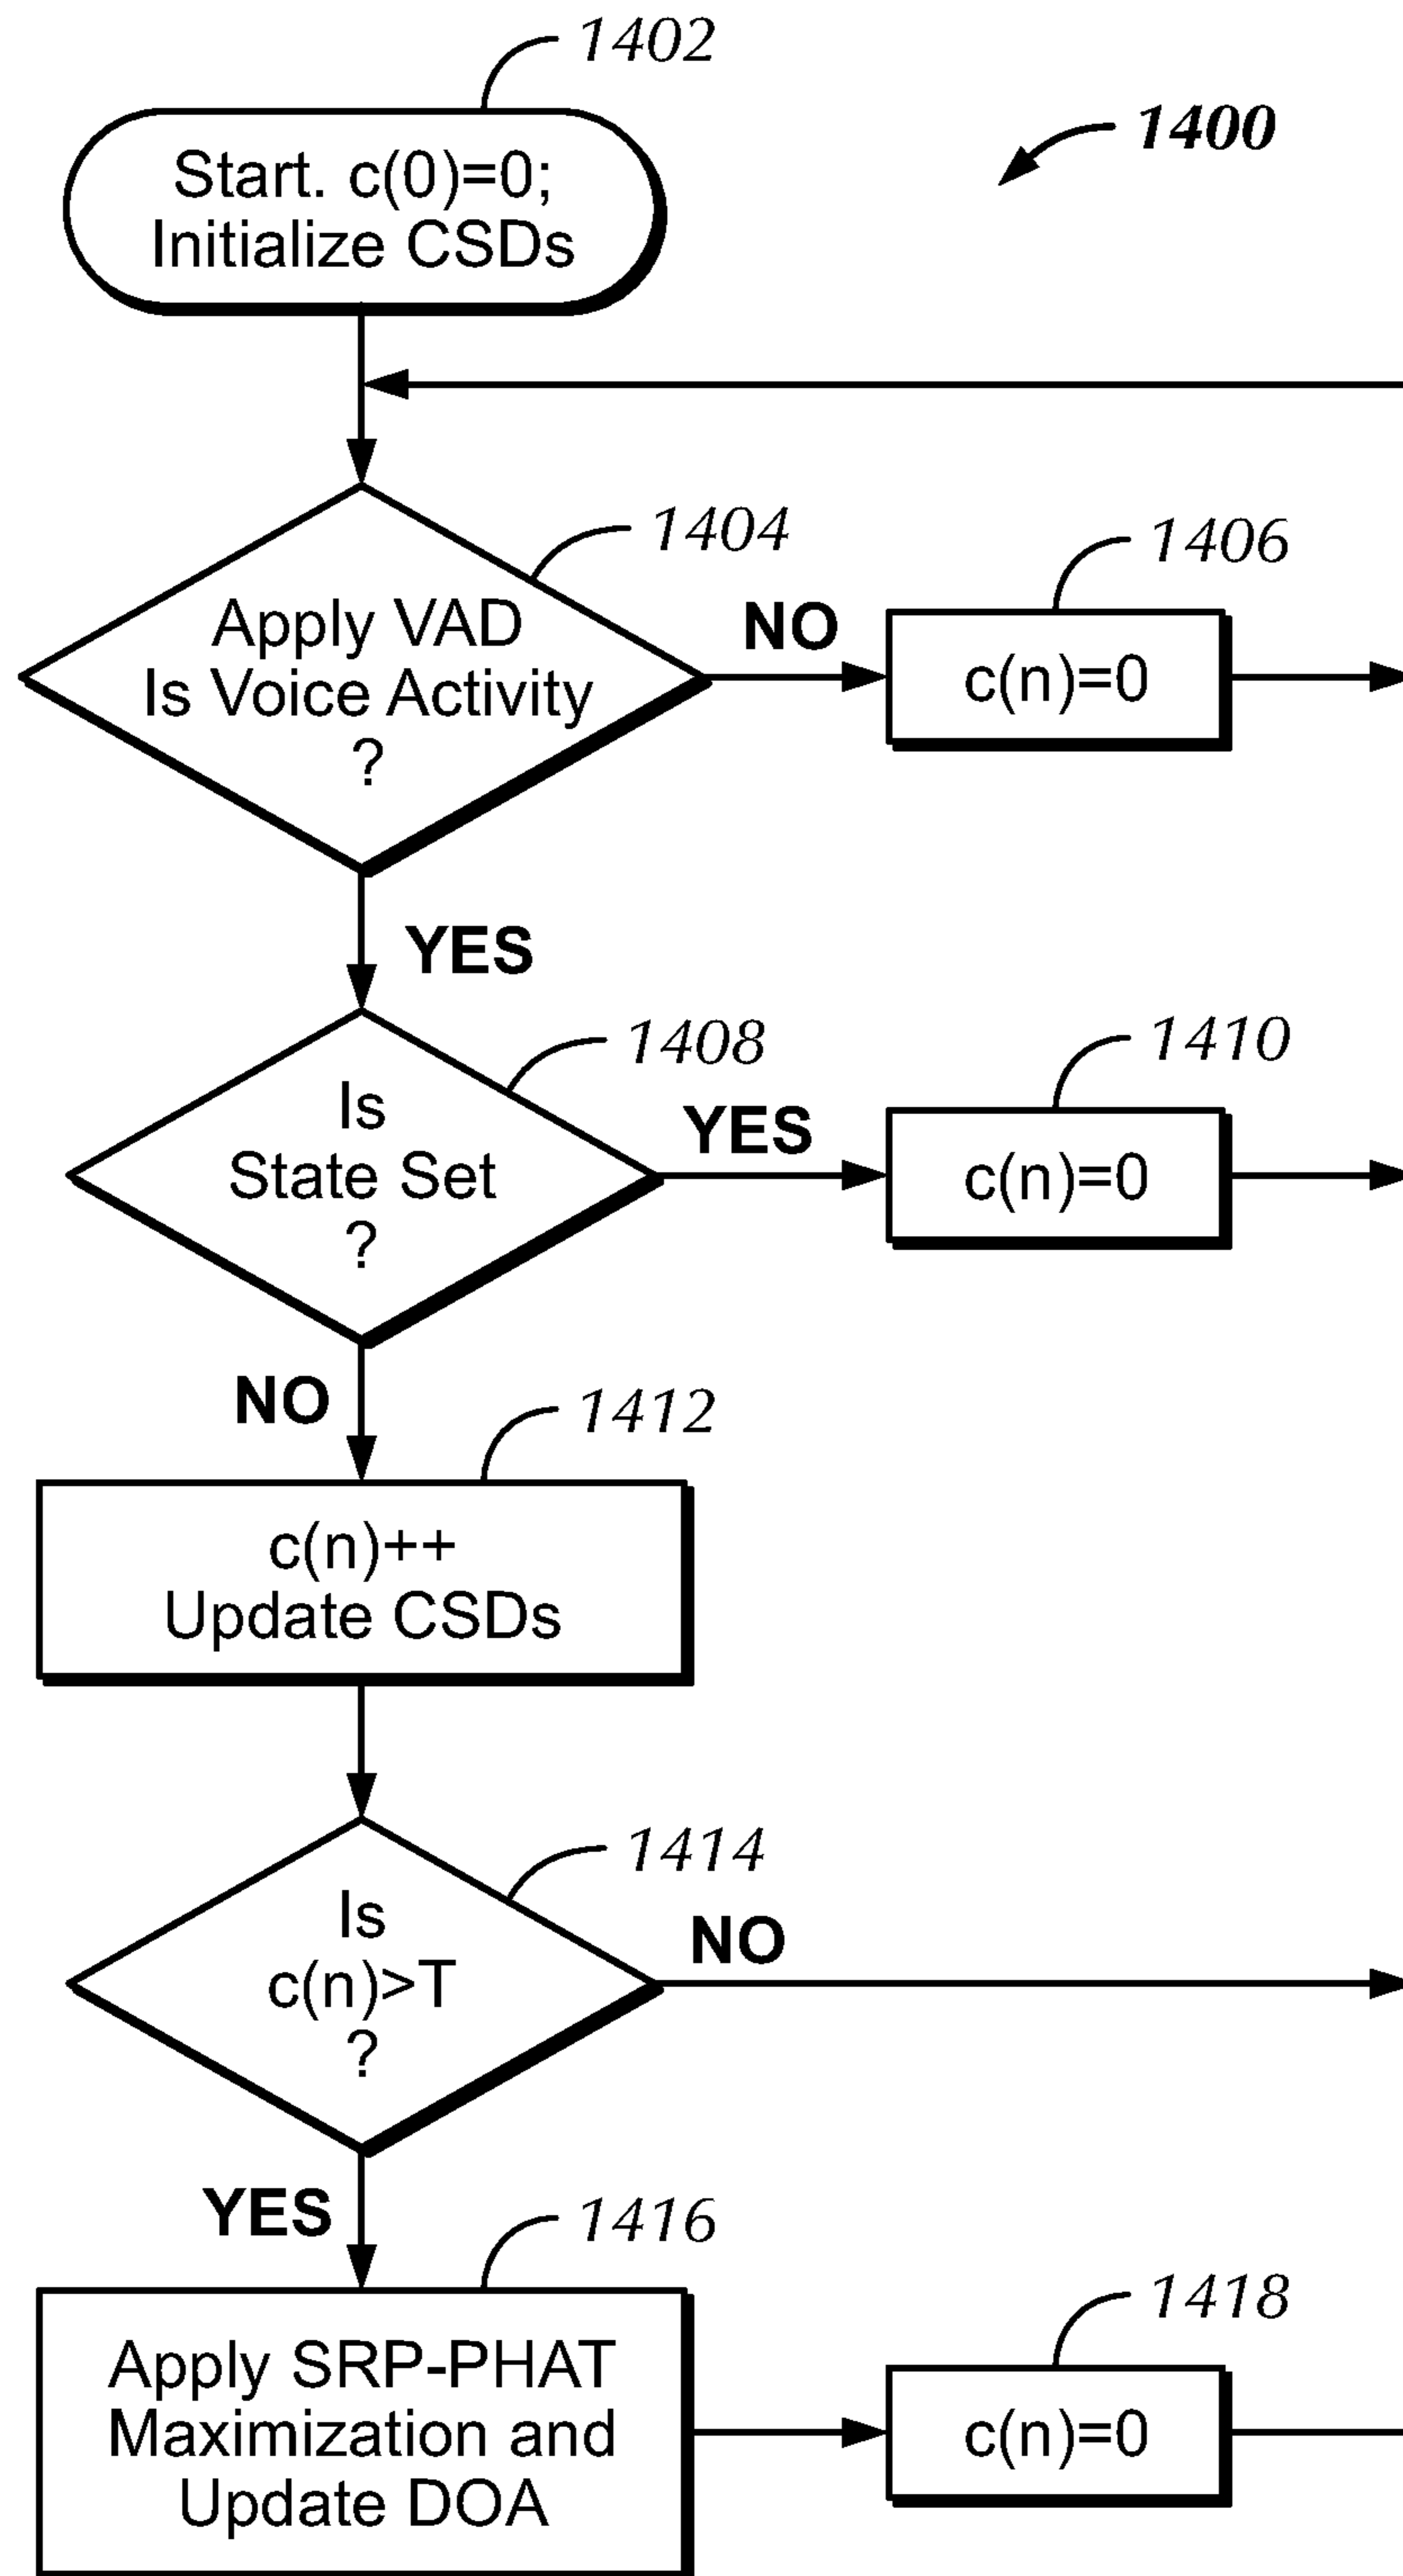 1402
1400
Start. c(0)=0;
Initialize CSDs
1404
1406
Apply VAD
Is Voice Activity
?
NO
c(n)=0
YES
1408
1410
Is
State Set
?
YES
c(n)=0
NO
1412
c(n)++
Update CSDs
1414
Is
c(n)>T
?
NO
YES
1416
1418
Apply SRP-PHAT
Maximization and
Update DOA
c(n)=0